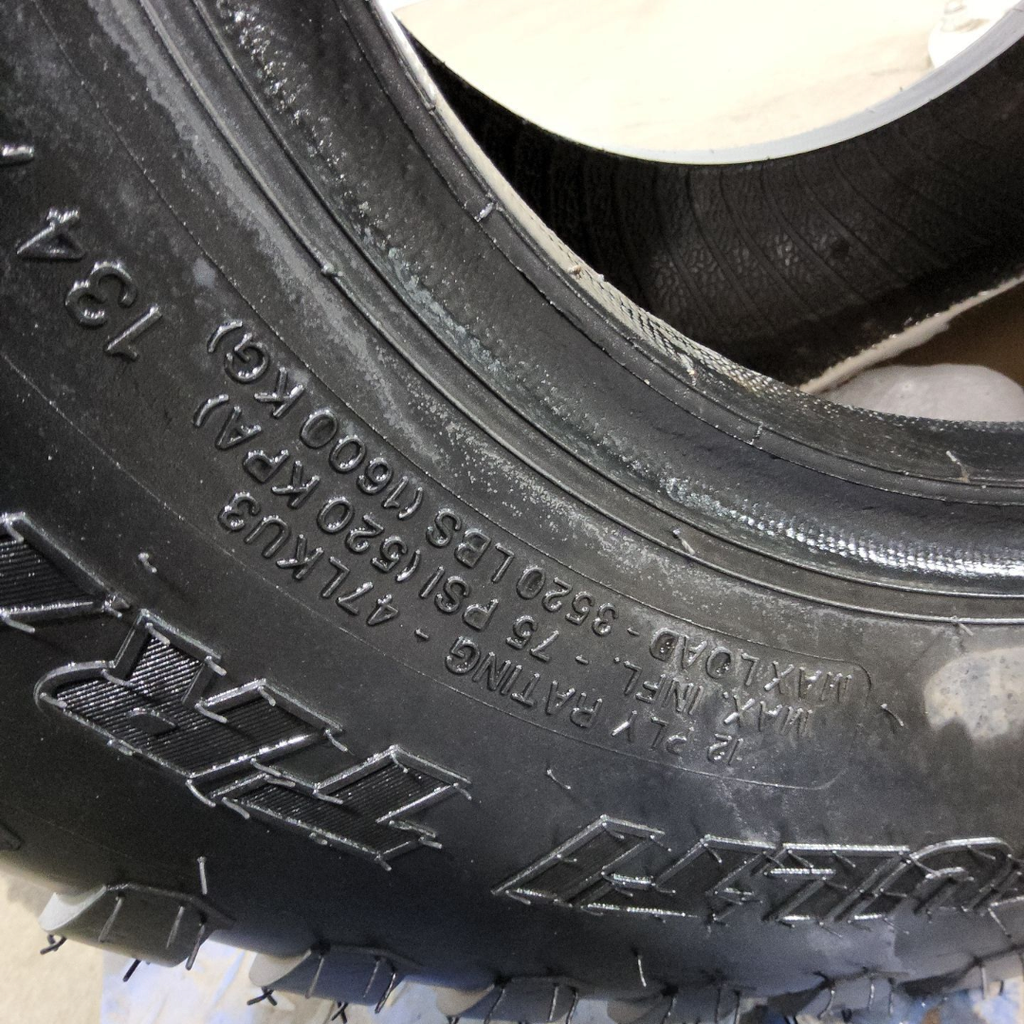 12 PLY RATING - 47LKU3
MAX. INFL. - 75 PSI (520 KPA)
MAX LOAD - 3520 LBS (1600 KG)
134